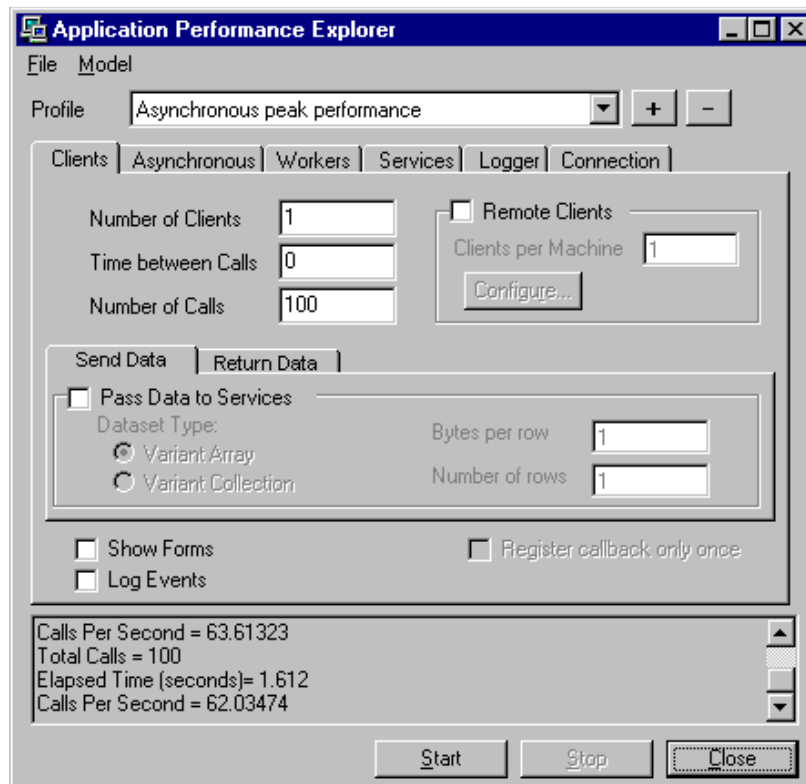 Application Performance Explorer
File Model
Profile Asynchronous peak performance + -
Clients Asynchronous Workers Services Logger Connection
Number of Clients 1
Time between Calls 0
Number of Calls 100
Remote Clients
Clients per Machine 1
Configure...
Send Data Return Data
Pass Data to Services
Dataset Type:
Variant Array
Variant Collection
Bytes per row 1
Number of rows 1
Show Forms
Log Events
Register callback only once
Calls Per Second = 63.61323
Total Calls = 100
Elapsed Time (seconds)= 1.612
Calls Per Second = 62.03474
Start Stop Close